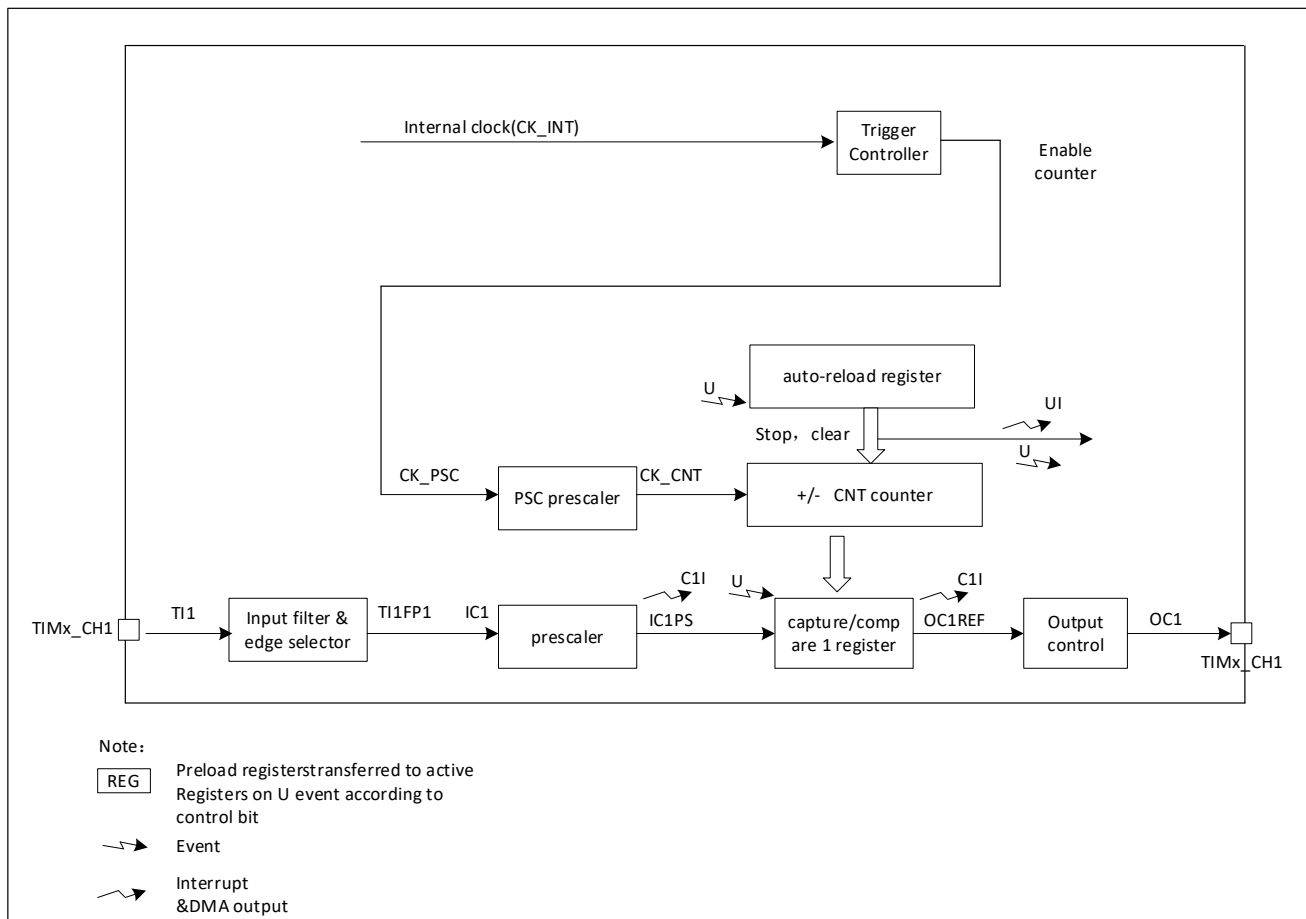 Internal clock(CK_INT)
Trigger
Controller
Enable
counter
auto-reload register
U
UI
Stop，clear
U
CK_PSC
CK_CNT
PSC prescaler
+/- CNT counter
C1I
U
C1I
TI1
TI1FP1
IC1
IC1PS
OC1REF
OC1
TIMx_CH1
Input filter &
edge selector
prescaler
capture/comp
are 1 register
Output
control
TIMx_CH1
Note：
REG
Preload registerstransferred to active
Registers on U event according to
control bit
Event
Interrupt
&DMA output